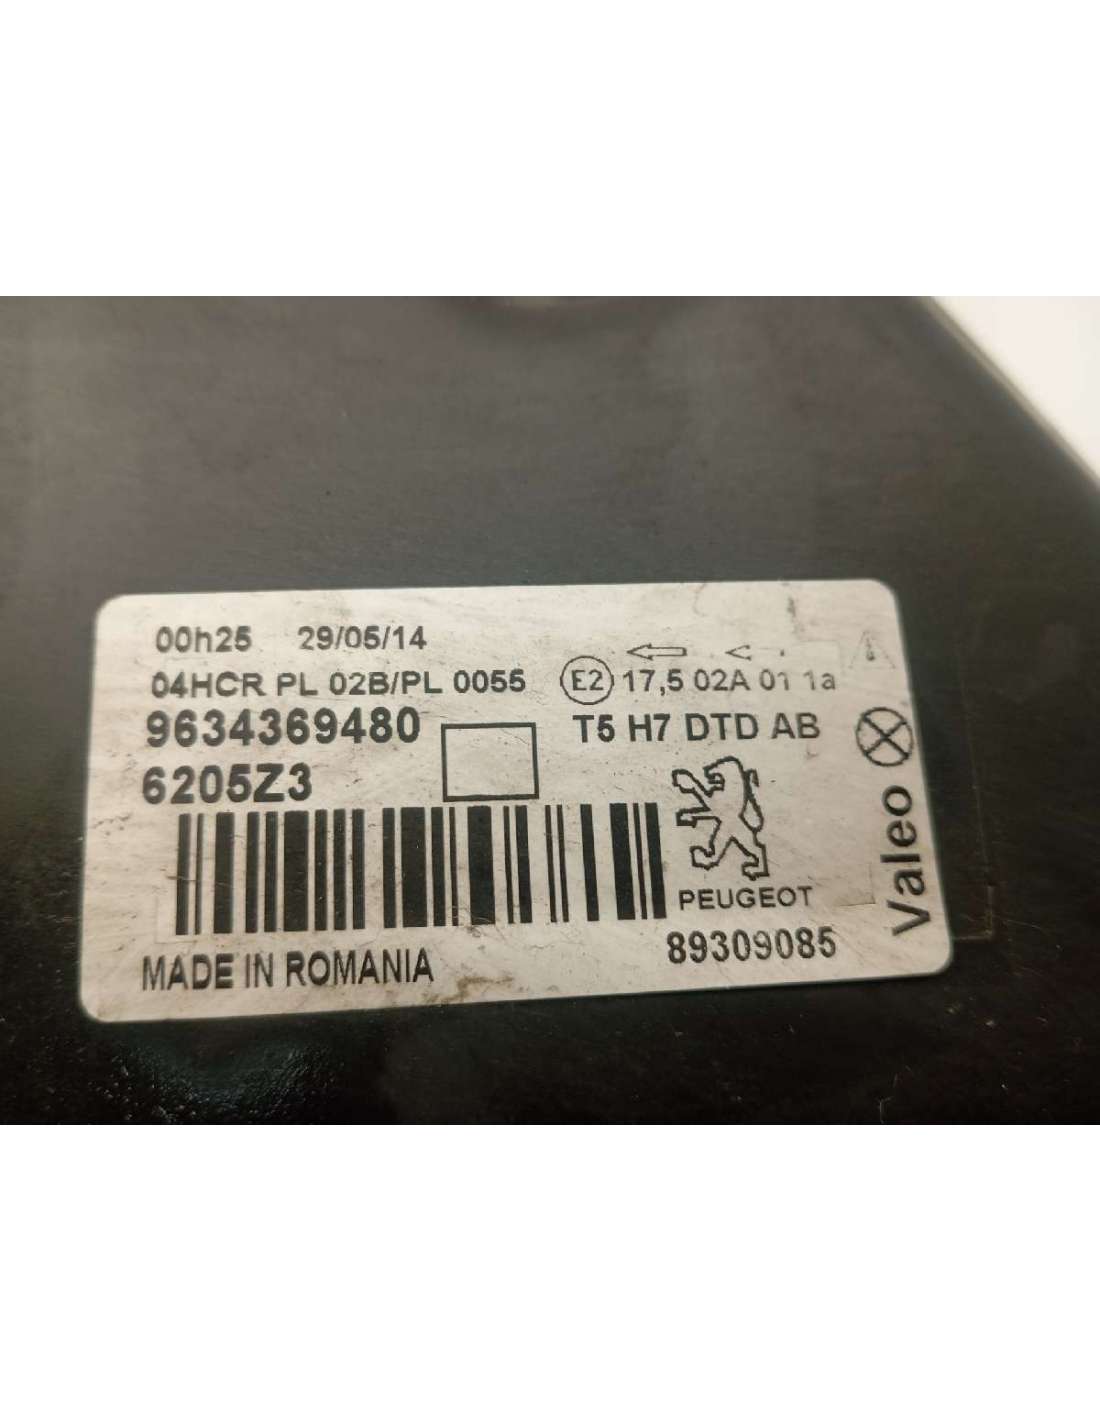 00h25 29/05/14
04HCR PL 02B/PL 0055 E2 17,5 02A 01 1a
9634369480 T5 H7 DTD AB
6205Z3
PEUGEOT
89309085
MADE IN ROMANIA
Valeo